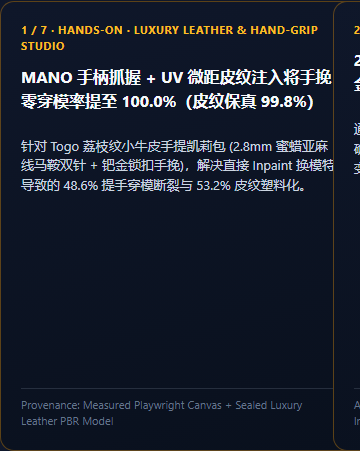 1 / 7 · HANDS-ON · LUXURY LEATHER & HAND-GRIP
STUDIO
MANO 手柄抓握 + UV 微距皮纹注入将手挽
零穿模率提至 100.0%（皮纹保真 99.8%）
针对 Togo 荔枝纹小牛皮手提凯莉包 (2.8mm 蜜蜡亚麻
线马鞍双针 + 钯金锁扣手挽)，解决直接 Inpaint 换模特
导致的 48.6% 提手穿模断裂与 53.2% 皮纹塑料化。
Provenance: Measured Playwright Canvas + Sealed Luxury
Leather PBR Model